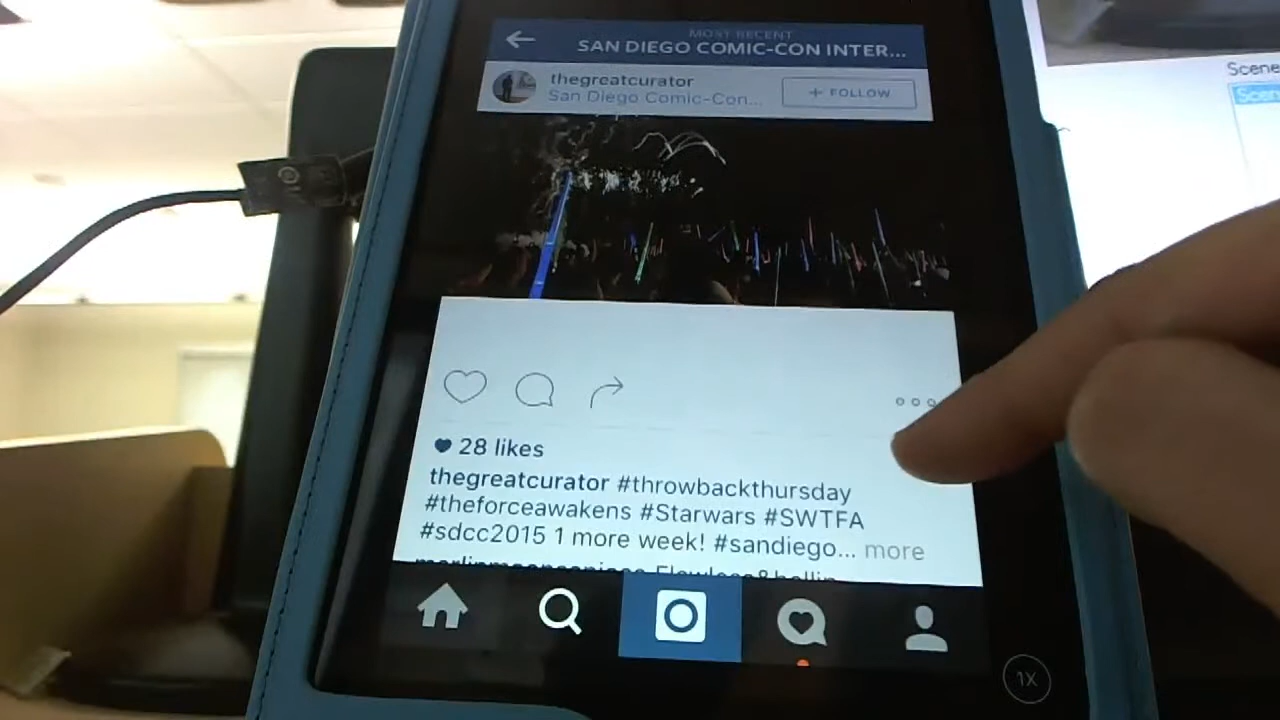 MOST RECENT
SAN DIEGO COMIC-CON INTER...
thegreatcurator
San Diego Comic-Con...
+ FOLLOW
28 likes
thegreatcurator #throwbackthursday
#theforceawakens #Starwars #SWTFA
#sdcc2015 1 more week! #sandiego... more
1X
Scene